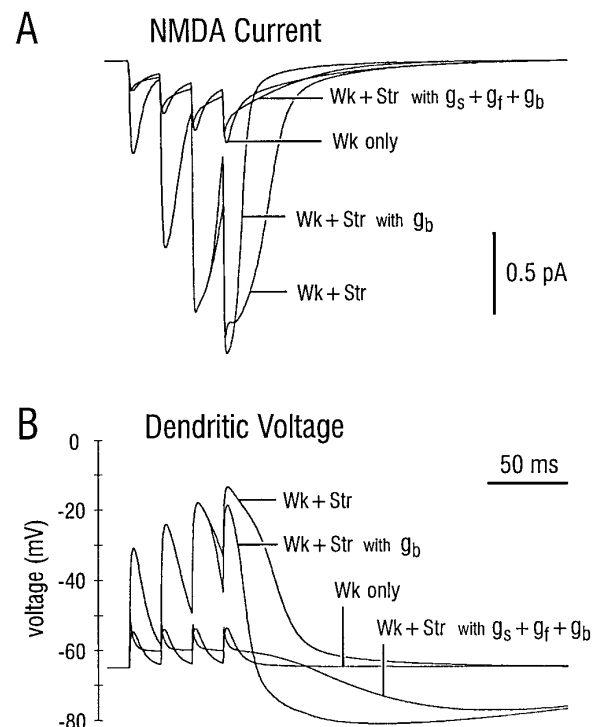 A
NMDA Current
Wk + Str with gs + gf + gb
Wk only
Wk + Str with gb
0.5 pA
Wk + Str
B
Dendritic Voltage
0
50 ms
Wk + Str
-20
Wk + Str with gb
-40
Wk only
Wk + Str with gs + gf + gb
-60
-80
voltage (mV)